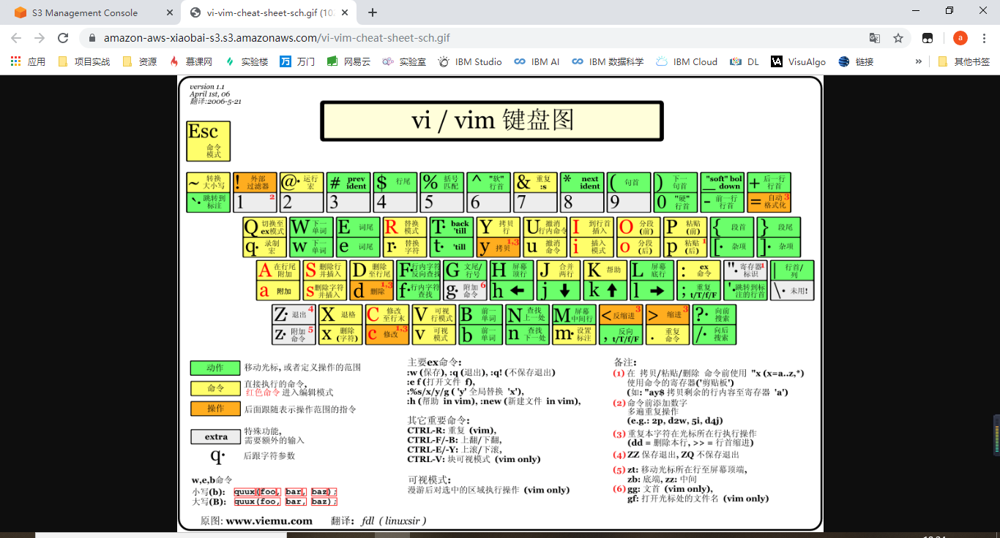 S3 Management Console
vi-vim-cheat-sheet-sch.gif (10
amazon-aws-xiaobai-s3.s3.amazonaws.com/vi-vim-cheat-sheet-sch.gif
a
应用 项目实战 资源 慕课网 实验楼 万门 网易云 实验室 IBM Studio IBM AI IBM 数据科学 IBM Cloud DL VisuAlgo 链接 » 其他书签
version 1.1
April 1st, 06
翻译:2006-5-21
vi / vim 键盘图
Esc 命令模式
~ 转换大小写 ! 外部过滤器 @· 运行宏 # prev ident $ 行尾 % 括号匹配 ^ "软"行首 & 重复 :s * next ident ( 句首 ) 下一句首 _ "soft" bol down + 后一行行首
`· 跳转到标注 1 2 2 3 4 5 6 7 8 9 0 "硬"行首 - 前一行行首 = 自动格式化 3
Q 切换至ex模式 W 下一单词 E 词尾 R 替换模式 T· back 'till Y 拷贝行 U 撤消行内命令 I 到行首插入 O 分段(前) P 粘贴(前) { 段首 } 段尾
q· 录制宏 w 下一单词 e 词尾 r· 替换字符 t· 'till y 拷贝 1,3 u 撤消命令 i 插入模式 o 分段(后) p 粘贴(后) 1 [· 杂项 ]· 杂项
A 在行尾附加 S 删除行并插入 D 删除至行尾 F· 行内字符反向查找 G 文尾/行号 H 屏幕顶行 J 合并两行 K 帮助 L 屏幕底行 : ex 命令 "· 寄存器标识 1 | 行首/列
a 附加 s 删除字符并插入 d 删除 1,3 f· 行内字符查找 g· 附加命令 6 h ← j ↓ k ↑ l → ; 重复 t/T/f/F '· 跳转到标注的行首 \· 未用!
Z· 退出 4 X 退格 C 修改至行末 V 可视行模式 B 前一单词 N 查找上一处 M 屏幕中间行 < 反缩进 3 > 缩进 3 ?· 向前搜索
z· 附加命令 5 x 删除(字符) c 修改 1,3 v 可视模式 b 前一单词 n 查找下一处 m· 设置标注 , 反向 t/T/f/F . 重复命令 /· 向后搜索
动作 移动光标, 或者定义操作的范围
命令 直接执行的命令,
红色命令 进入编辑模式
操作 后面跟随表示操作范围的指令
extra 特殊功能,
需要额外的输入
q· 后跟字符参数
w,e,b命令
小写(b): quux(foo, bar, baz);
大写(B): quux(foo, bar, baz);
原图: www.viemu.com 翻译: fdl ( linuxsir )
主要ex命令:
:w (保存), :q (退出), :q! (不保存退出)
:e f (打开文件 f),
:%s/x/y/g ( 'y' 全局替换 'x'),
:h (帮助 in vim), :new (新建文件 in vim),
其它重要命令:
CTRL-R: 重复 (vim),
CTRL-F/-B: 上翻/下翻,
CTRL-E/-Y: 上滚/下滚,
CTRL-V: 块可视模式 (vim only)
可视模式:
漫游后对选中的区域执行操作 (vim only)
备注:
(1) 在 拷贝/粘贴/删除 命令前使用 "x (x=a..z,*)
使用命令的寄存器('剪贴板')
(如: "ay$ 拷贝剩余的行内容至寄存器 'a')
(2) 命令前添加数字
多遍重复操作
(e.g.: 2p, d2w, 5i, d4j)
(3) 重复本字符在光标所在行执行操作
(dd = 删除本行, >> = 行首缩进)
(4) ZZ 保存退出, ZQ 不保存退出
(5) zt: 移动光标所在行至屏幕顶端,
zb: 底端, zz: 中间
(6) gg: 文首 (vim only),
gf: 打开光标处的文件名 (vim only)